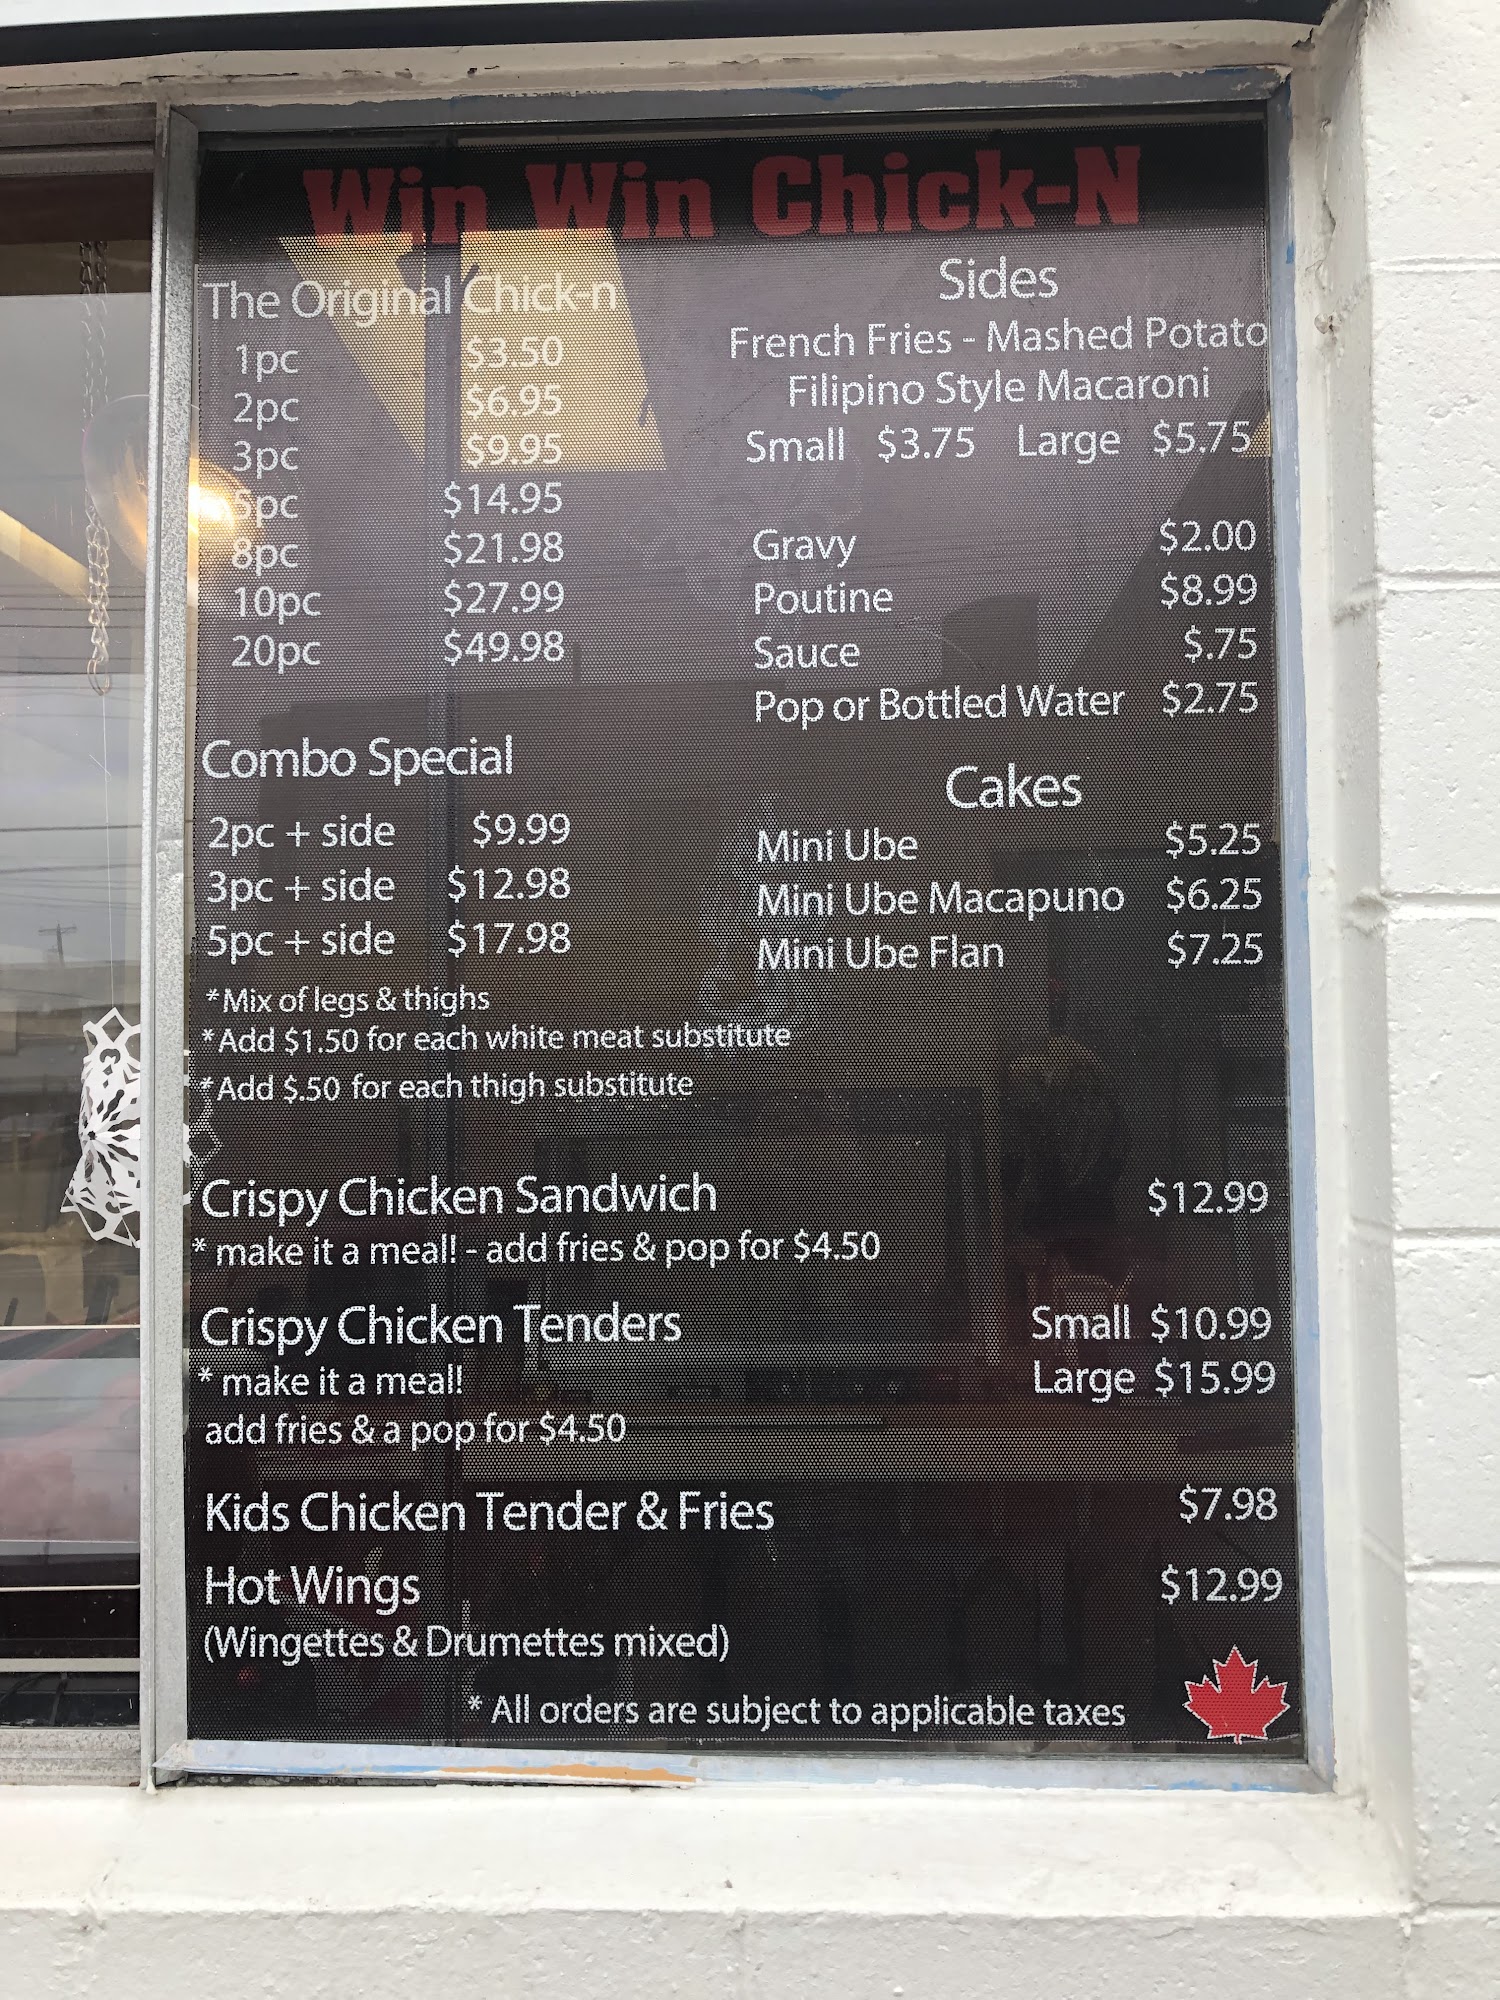 Win Win Chick-N
The Original Chick-n
1pc $3.50
2pc $6.95
3pc $9.95
5pc $14.95
8pc $21.98
10pc $27.99
20pc $49.98
Combo Special
2pc + side $9.99
3pc + side $12.98
5pc + side $17.98
*Mix of legs & thighs
*Add $1.50 for each white meat substitute
*Add $.50 for each thigh substitute
Sides
French Fries - Mashed Potato
Filipino Style Macaroni
Small $3.75 Large $5.75
Gravy $2.00
Poutine $8.99
Sauce $.75
Pop or Bottled Water $2.75
Cakes
Mini Ube $5.25
Mini Ube Macapuno $6.25
Mini Ube Flan $7.25
Crispy Chicken Sandwich $12.99
* make it a meal! - add fries & pop for $4.50
Crispy Chicken Tenders Small $10.99
* make it a meal! Large $15.99
add fries & a pop for $4.50
Kids Chicken Tender & Fries $7.98
Hot Wings $12.99
(Wingettes & Drumettes mixed)
* All orders are subject to applicable taxes